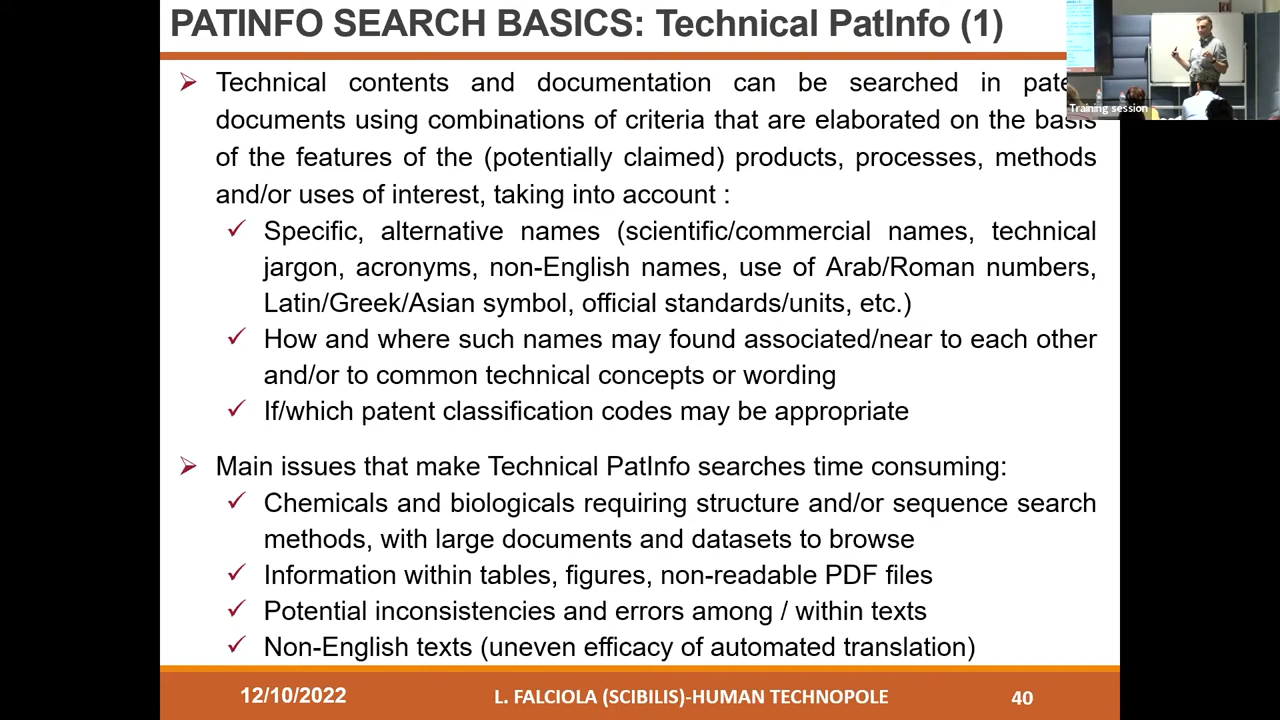 PATINFO SEARCH BASICS: Technical PatInfo (1)
Technical contents and documentation can be searched in
documents using combinations of criteria that are elaborated on the basis
of the features of the (potentially claimed) products, processes, methods
and/or uses of interest, taking into account :
Specific, alternative names (scientific/commercial names, technical
jargon, acronyms, non-English names, use of Arab/Roman numbers,
Latin/Greek/Asian symbol, official standards/units, etc.)
How and where such names may found associated/near to each other
and/or to common technical concepts or wording
If/which patent classification codes may be appropriate
Main issues that make Technical PatInfo searches time consuming:
Chemicals and biologicals requiring structure and/or sequence search
methods, with large documents and datasets to browse
Information within tables, figures, non-readable PDF files
Potential inconsistencies and errors among / within texts
Non-English texts (uneven efficacy of automated translation)
12/10/2022 L. FALCIOLA (SCIBILIS)-HUMAN TECHNOPOLE 40
Training session